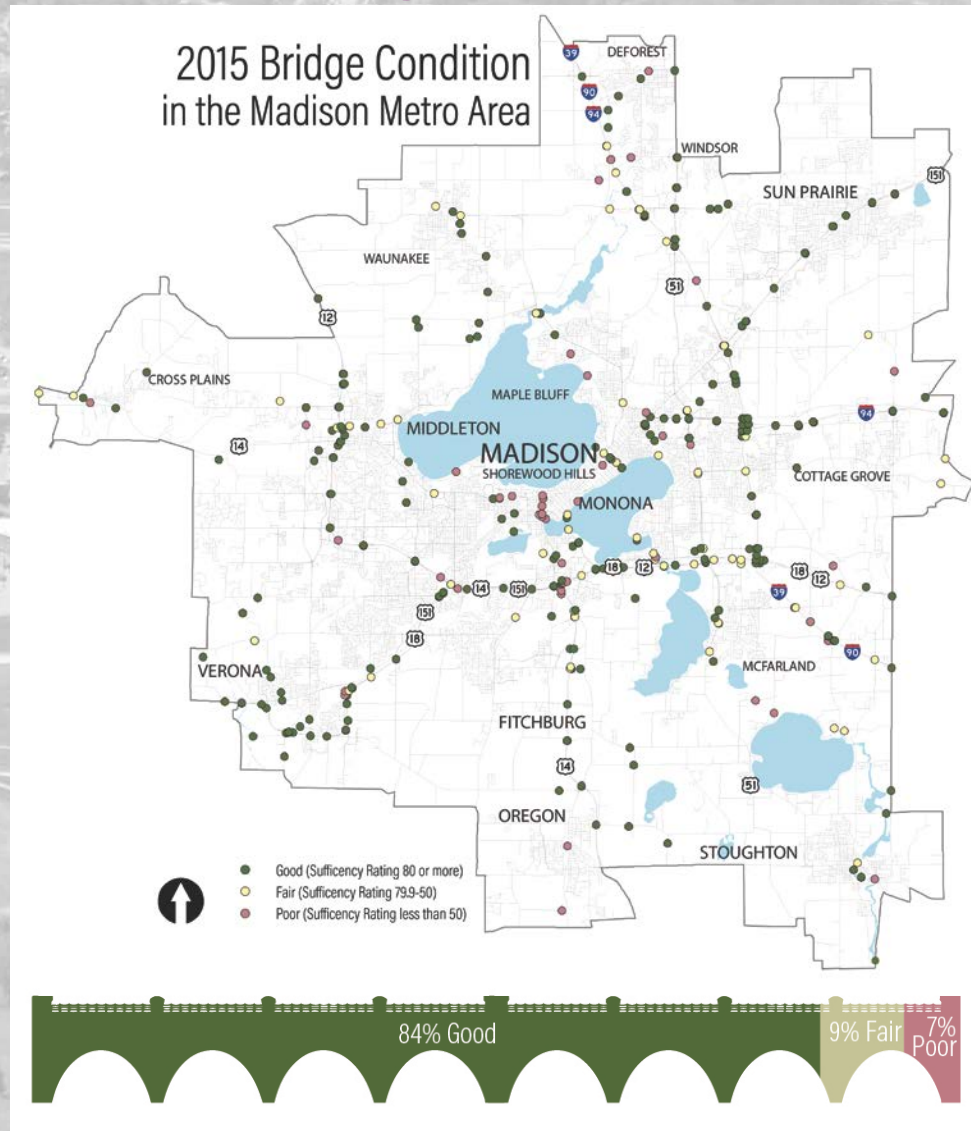 2015 Bridge Condition
in the Madison Metro Area
39
DEFOREST
90
94
WINDSOR
151
SUN PRAIRIE
WAUNAKEE
51
12
CROSS PLAINS
MAPLE BLUFF
94
14
MIDDLETON
MADISON
SHOREWOOD HILLS
COTTAGE GROVE
MONONA
18
12
18
12
14
151
39
151
18
90
VERONA
MCFARLAND
FITCHBURG
14
51
OREGON
STOUGHTON
Good (Sufficency Rating 80 or more)
Fair (Sufficency Rating 79.9-50)
Poor (Sufficency Rating less than 50)
84% Good
9% Fair
7%
Poor